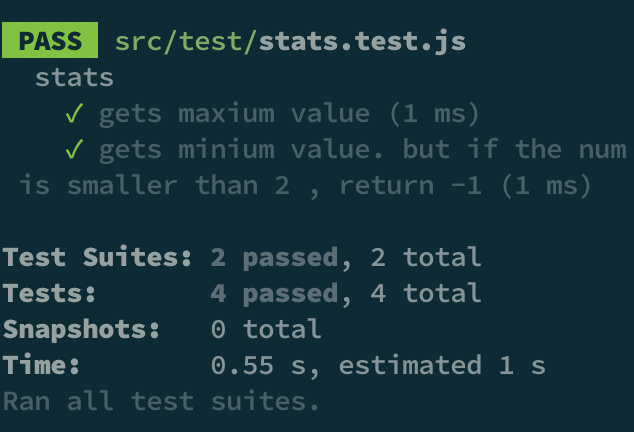 PASS src/test/stats.test.js
stats
✓ gets maxium value (1 ms)
✓ gets minium value. but if the num
is smaller than 2 , return -1 (1 ms)
Test Suites: 2 passed, 2 total
Tests: 4 passed, 4 total
Snapshots: 0 total
Time: 0.55 s, estimated 1 s
Ran all test suites.